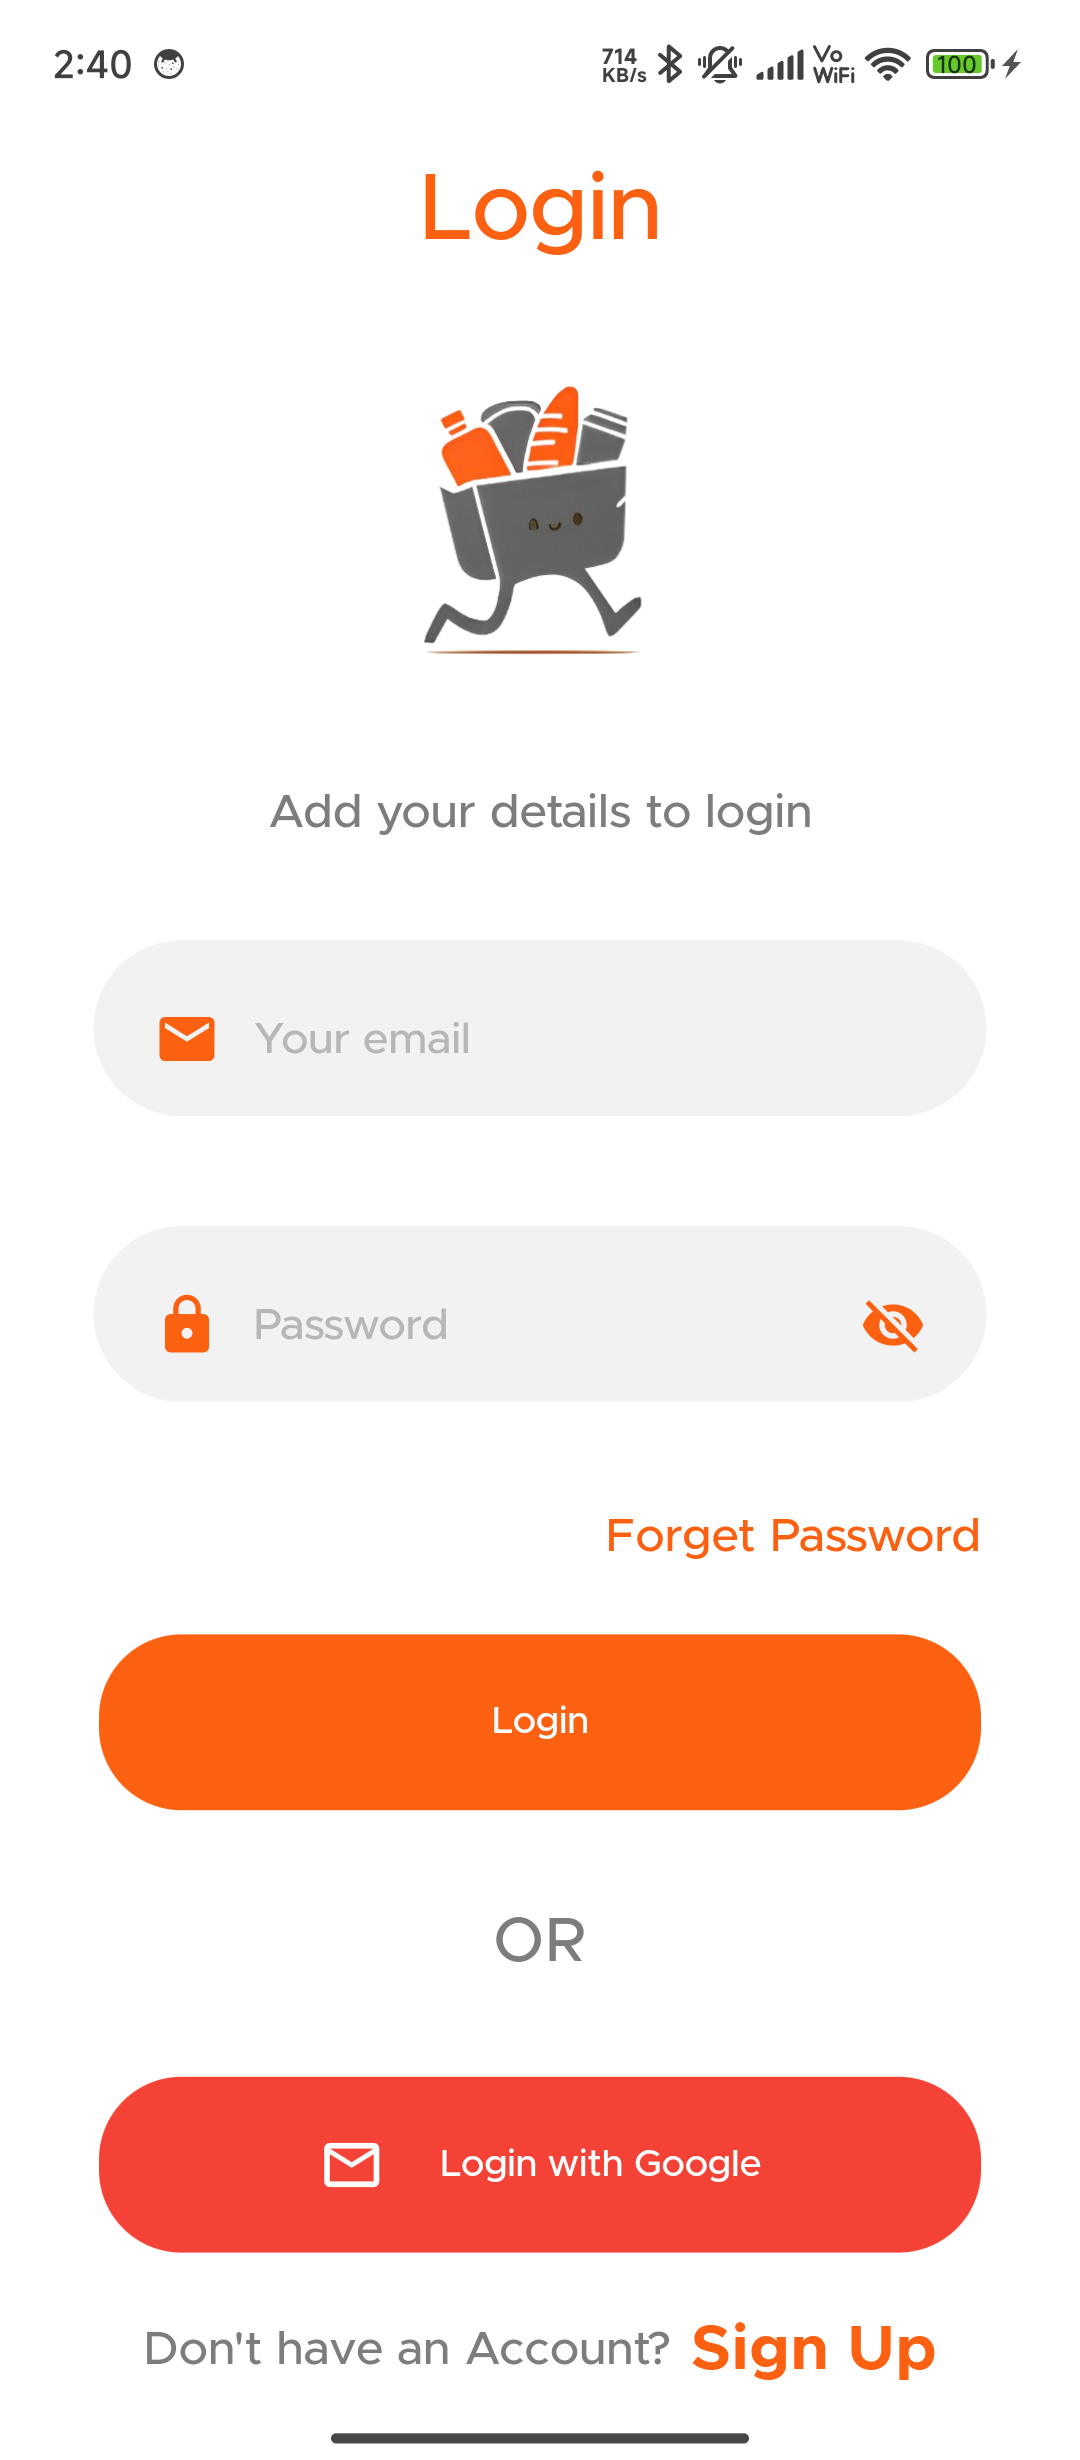 2:40 714 KB/s Vo WiFi 100
Login
Add your details to login
Your email
Password
Forget Password
Login
OR
Login with Google
Don't have an Account? Sign Up